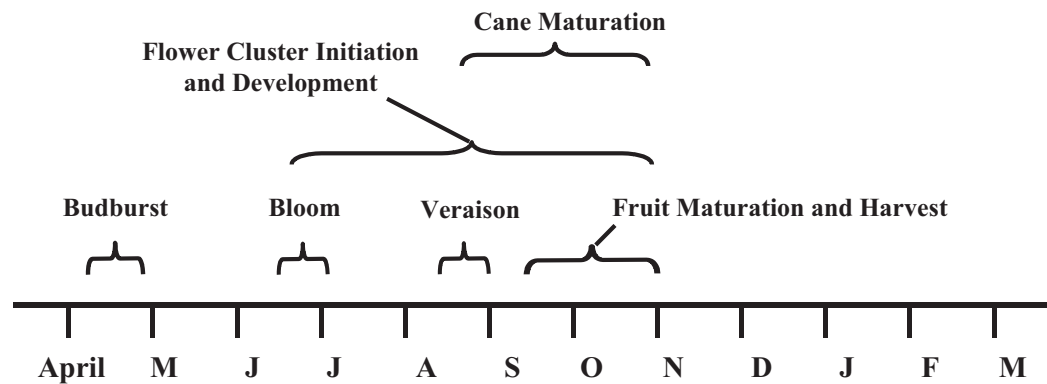 Cane Maturation
Flower Cluster Initiation
and Development
Budburst Bloom Veraison Fruit Maturation and Harvest
April M J J A S O N D J F M